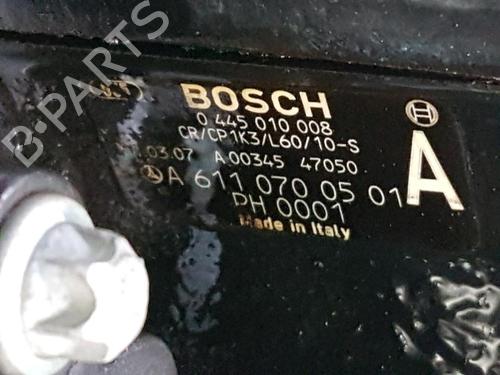 B-PARTS
BOSCH
0 445 010 008
CR/CP1K3/L60/10-S
03.07 A00345 47050
A 611 070 05 01
PH 0001
Made in Italy
A